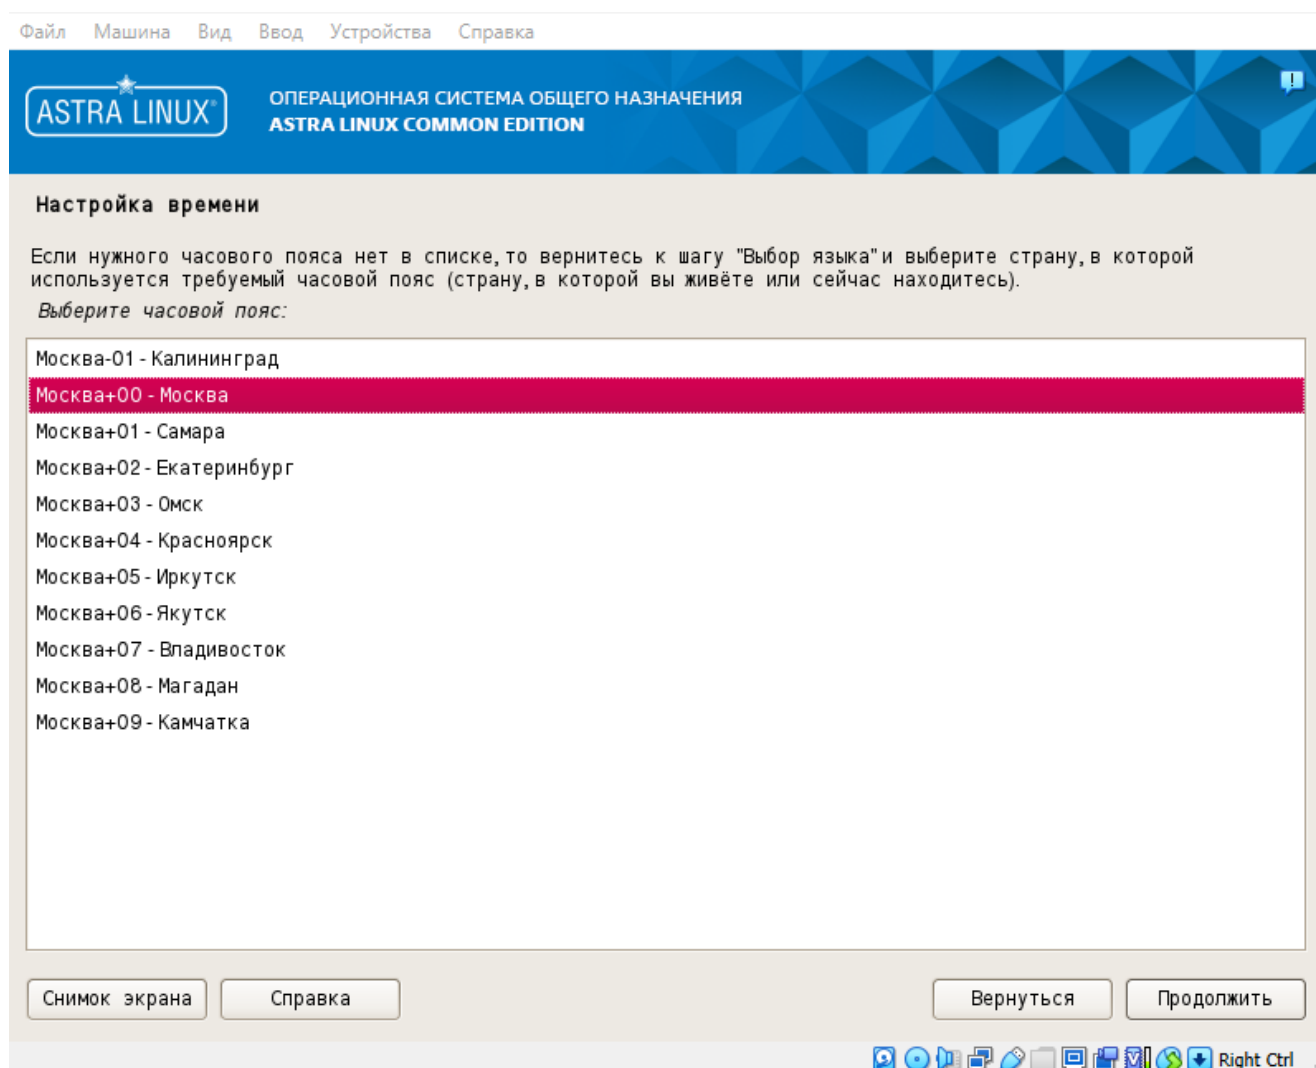 Файл Машина Вид Ввод Устройства Справка
ASTRA LINUX®
ОПЕРАЦИОННАЯ СИСТЕМА ОБЩЕГО НАЗНАЧЕНИЯ
ASTRA LINUX COMMON EDITION
Настройка времени
Если нужного часового пояса нет в списке, то вернитесь к шагу "Выбор языка" и выберите страну, в которой
используется требуемый часовой пояс (страну, в которой вы живёте или сейчас находитесь).
Выберите часовой пояс:
Москва-01 - Калининград
Москва+00 - Москва
Москва+01 - Самара
Москва+02 - Екатеринбург
Москва+03 - Омск
Москва+04 - Красноярск
Москва+05 - Иркутск
Москва+06 - Якутск
Москва+07 - Владивосток
Москва+08 - Магадан
Москва+09 - Камчатка
Снимок экрана Справка Вернуться Продолжить
Right Ctrl